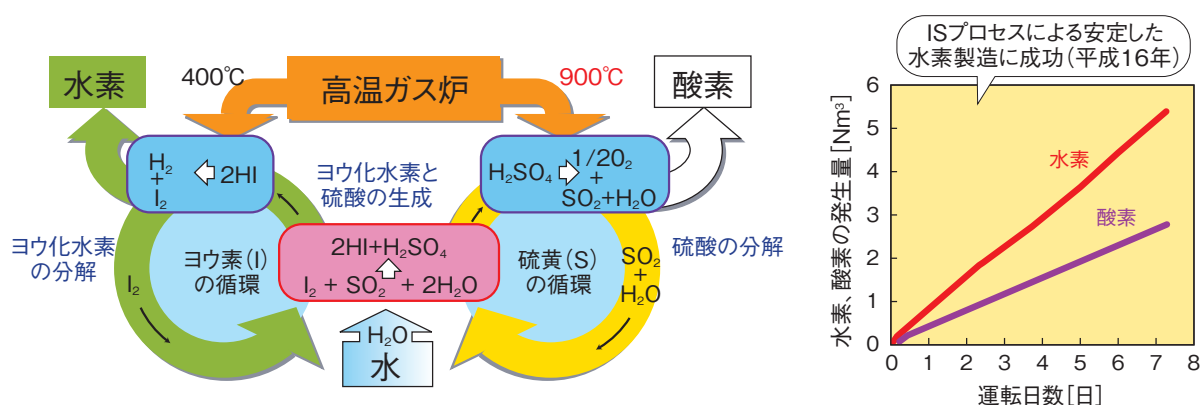 水素
400℃
高温ガス炉
900℃
酸素
H₂
+
I₂
2HI
ヨウ化水素と
硫酸の生成
H₂SO₄
1/2O₂
+
SO₂+H₂O
ヨウ化水素
の分解
I₂
ヨウ素(I)
の循環
2HI+H₂SO₄
I₂ + SO₂ + 2H₂O
硫黄(S)
の循環
SO₂
+
H₂O
硫酸の分解
H₂O
水
ISプロセスによる安定した
水素製造に成功(平成16年)
水素、酸素の発生量[Nm³]
6
5
4
3
2
1
0
水素
酸素
0 1 2 3 4 5 6 7 8
運転日数[日]